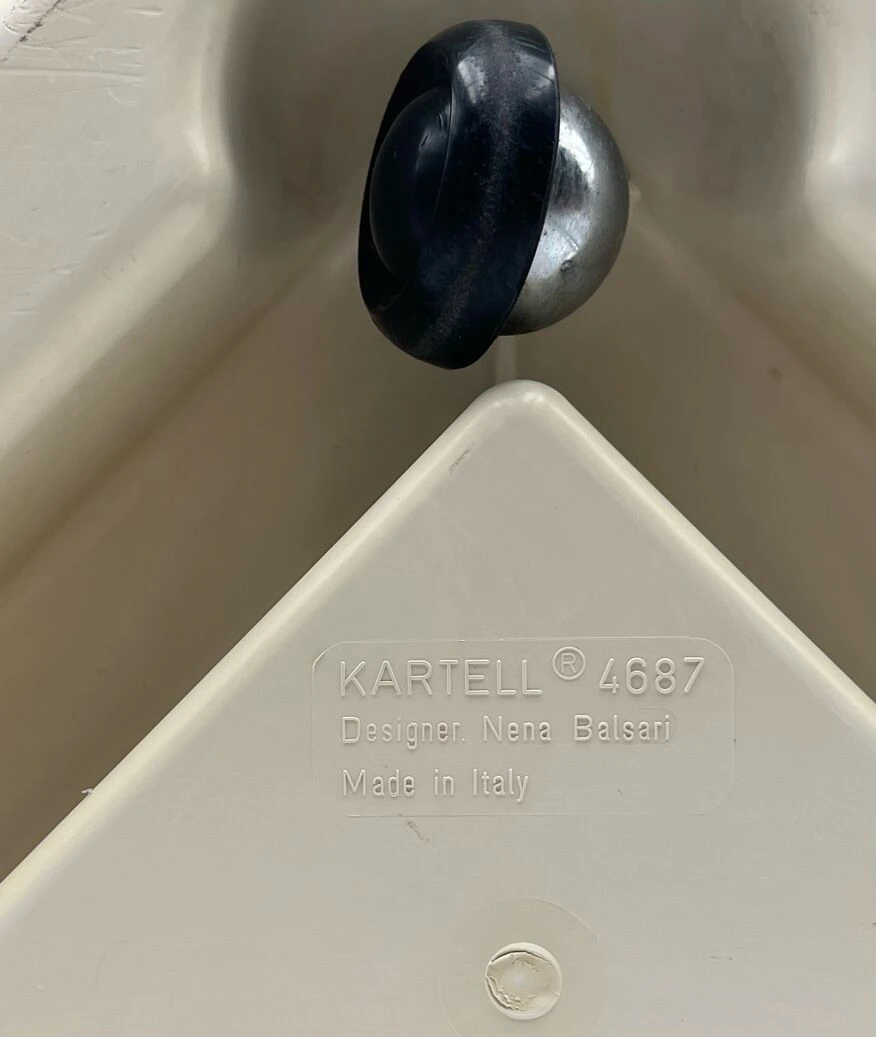 KARTELL® 4687
Designer. Nena Balsari
Made in Italy